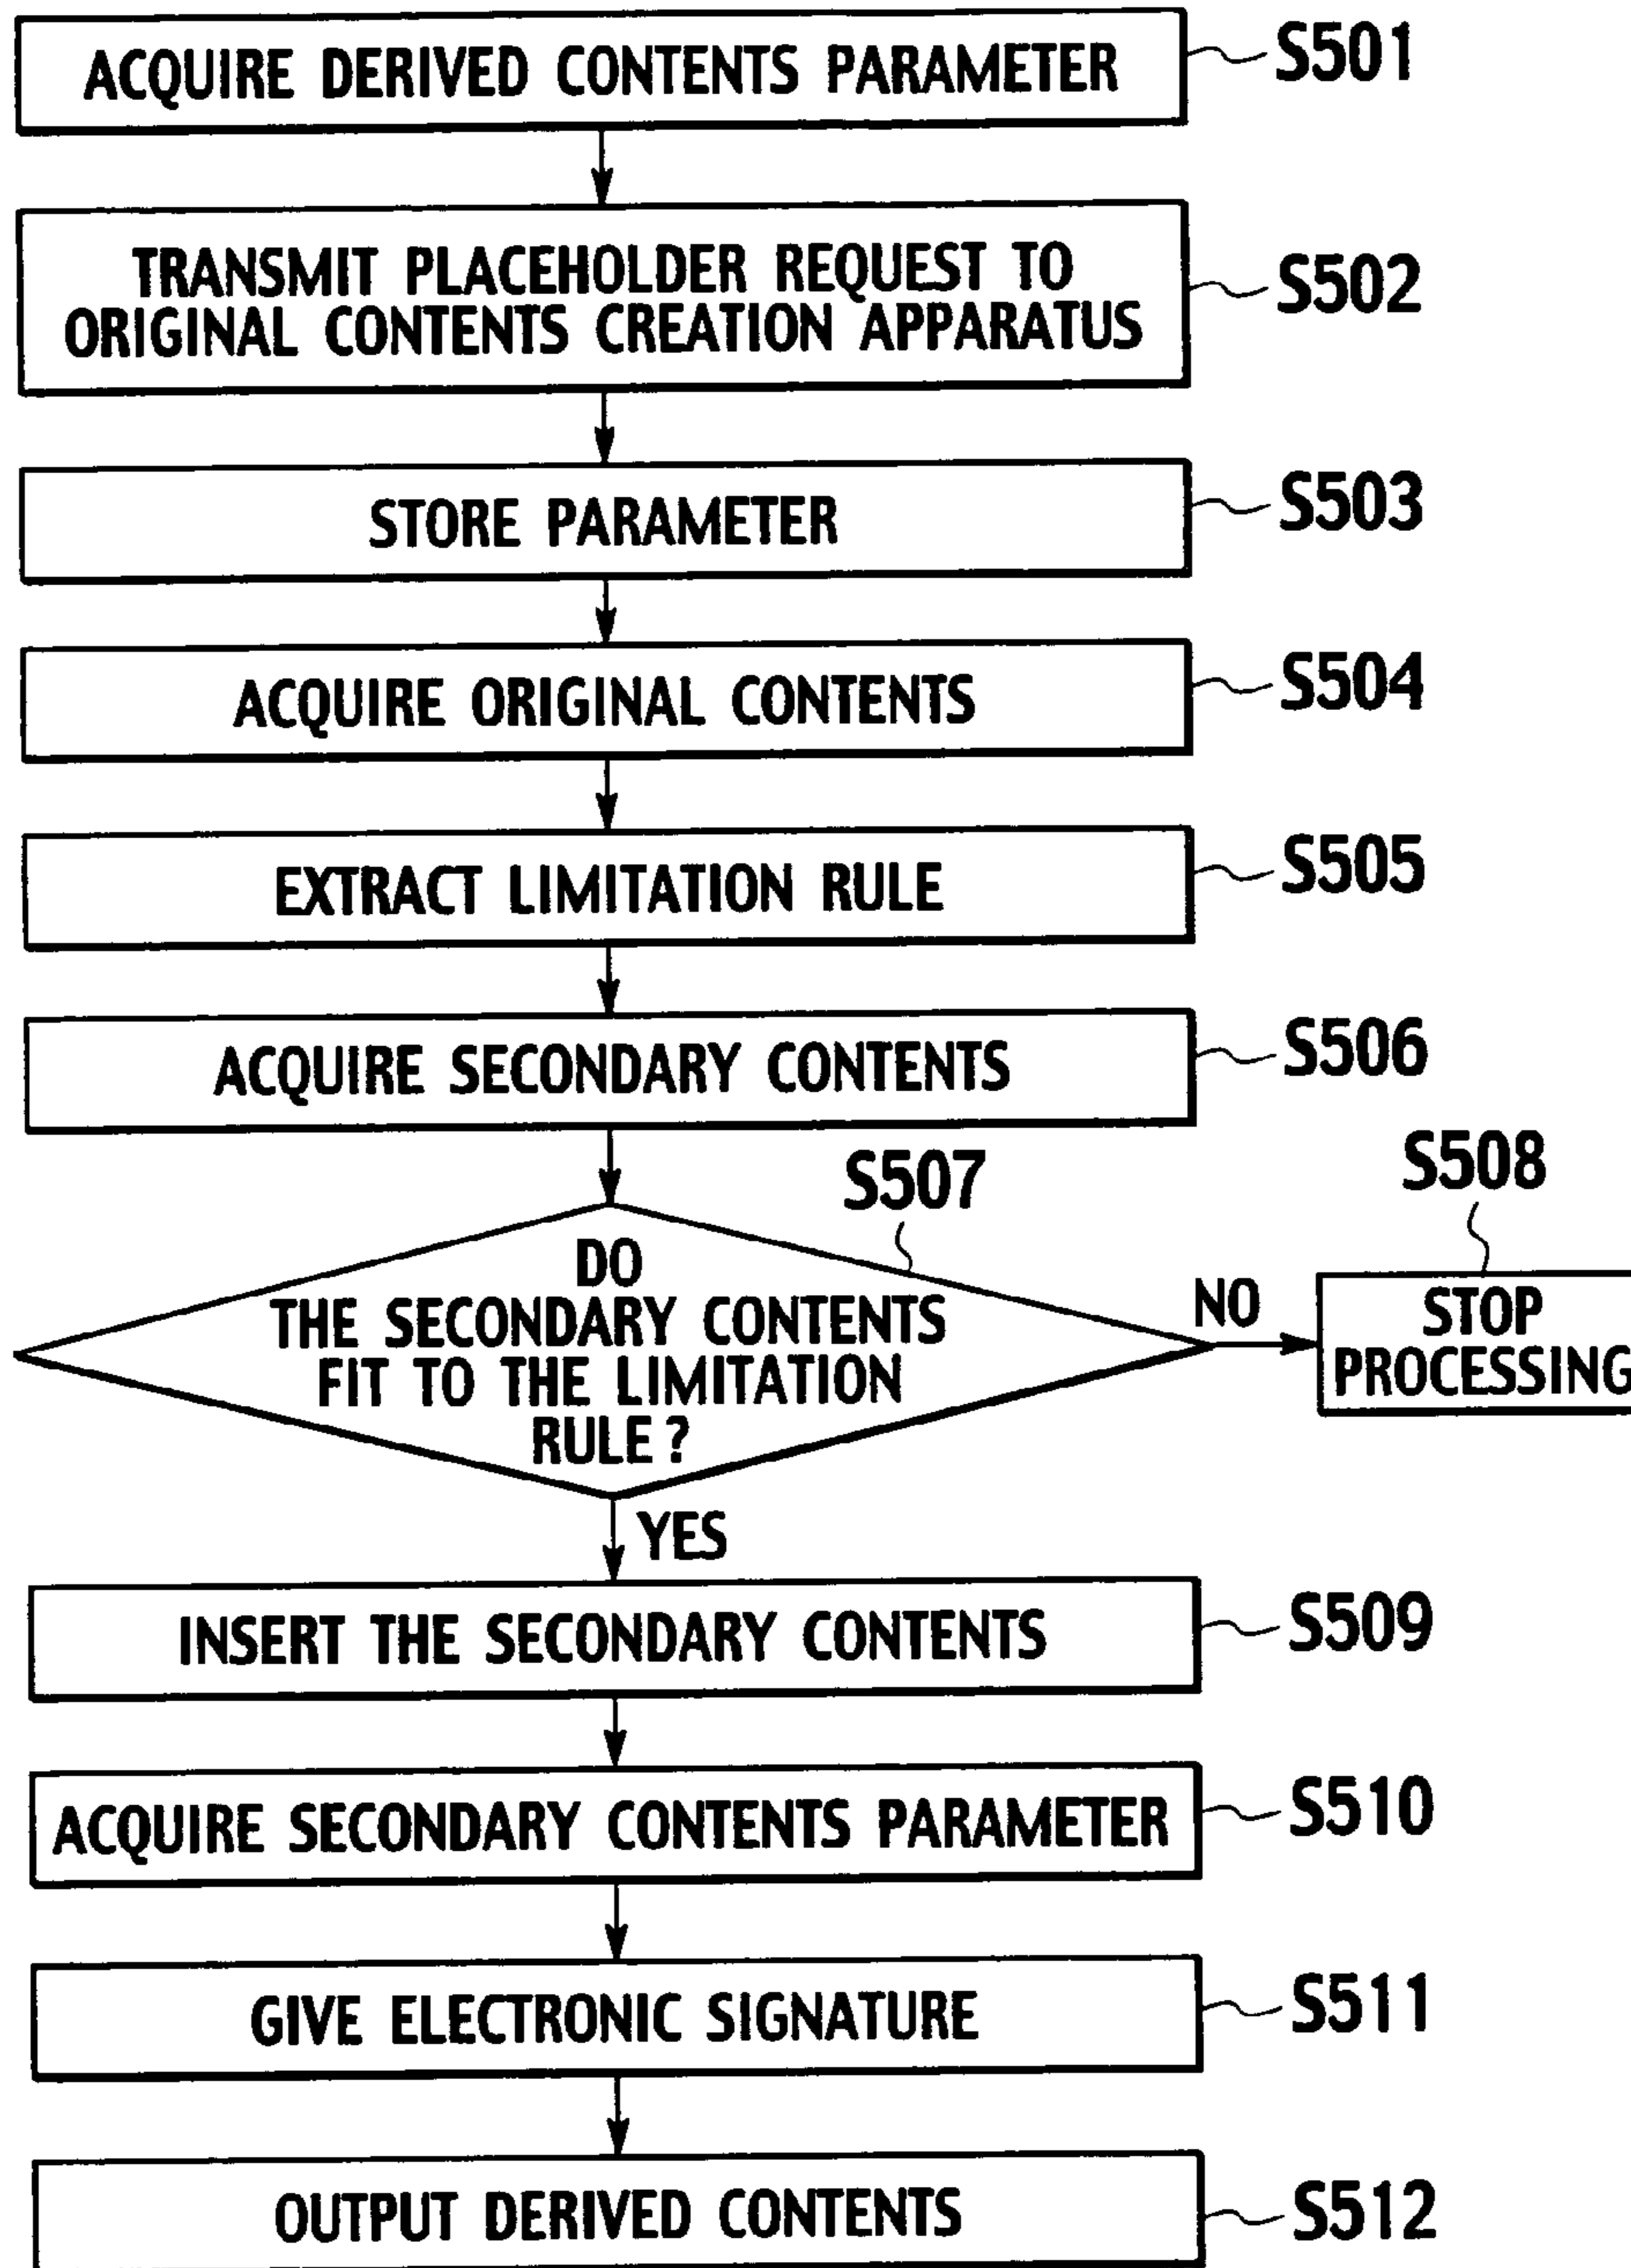 ACQUIRE DERIVED CONTENTS PARAMETER
S501
TRANSMIT PLACEHOLDER REQUEST TO
ORIGINAL CONTENTS CREATION APPARATUS
S502
STORE PARAMETER
S503
ACQUIRE ORIGINAL CONTENTS
S504
EXTRACT LIMITATION RULE
S505
ACQUIRE SECONDARY CONTENTS
S506
S507
DO
THE SECONDARY CONTENTS
FIT TO THE LIMITATION
RULE?
NO
S508
STOP
PROCESSING
YES
INSERT THE SECONDARY CONTENTS
S509
ACQUIRE SECONDARY CONTENTS PARAMETER
S510
GIVE ELECTRONIC SIGNATURE
S511
OUTPUT DERIVED CONTENTS
S512